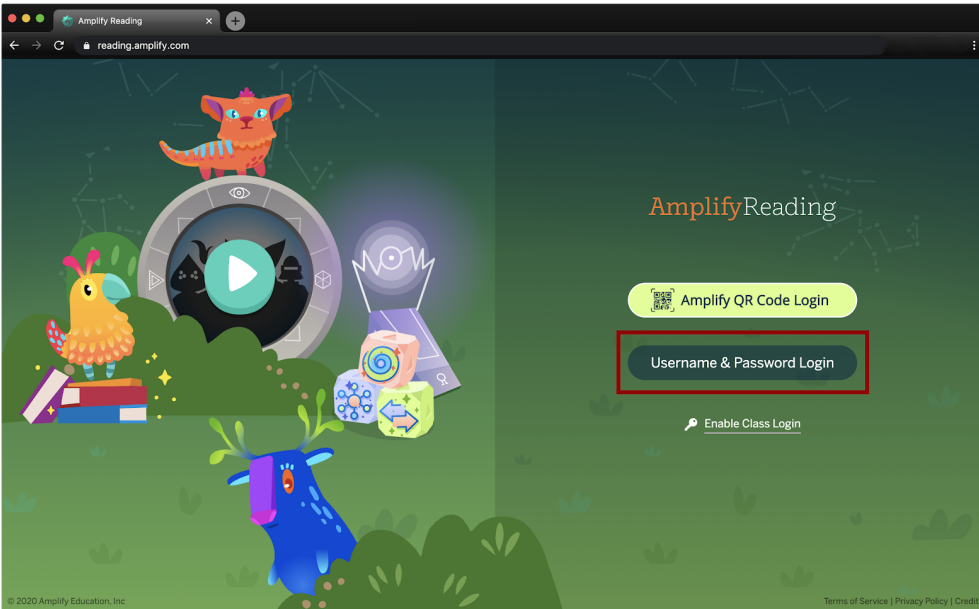 Amplify Reading
reading.amplify.com
AmplifyReading
Amplify QR Code Login
Username & Password Login
Enable Class Login
© 2020 Amplify Education, Inc
Terms of Service | Privacy Policy | Credit